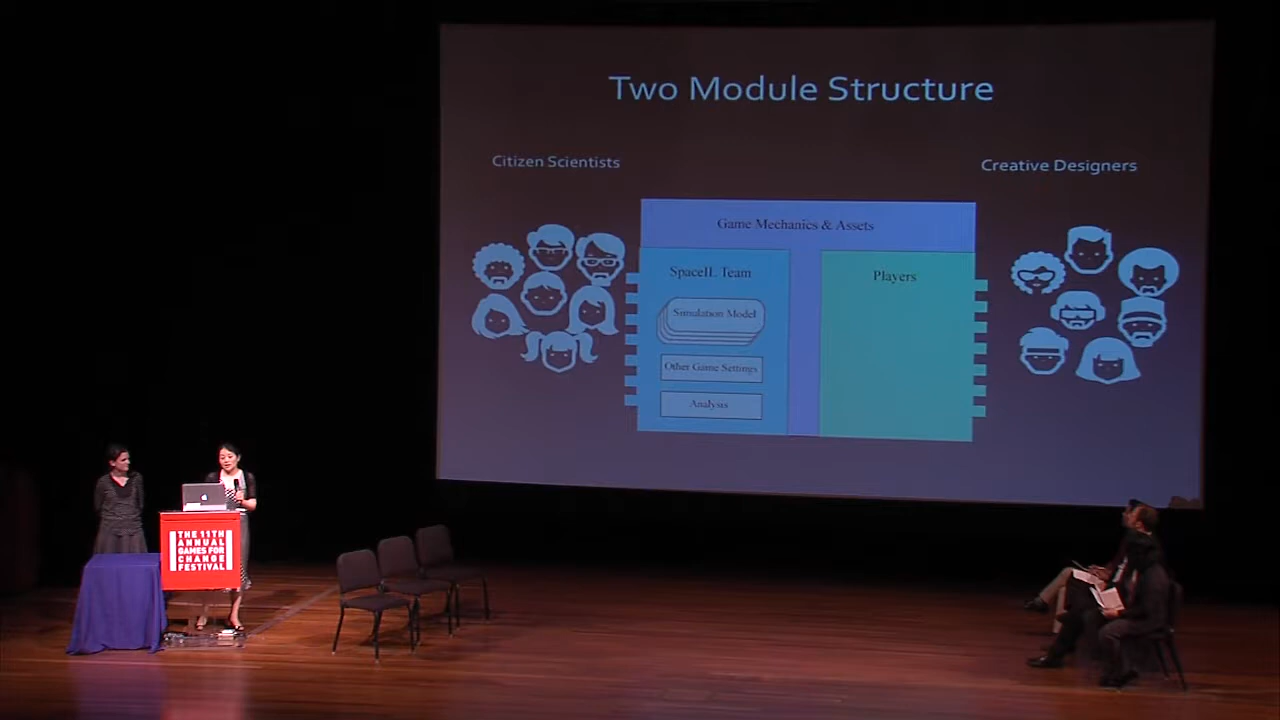 Two Module Structure
Citizen Scientists
Creative Designers
Game Mechanics & Assets
SpaceIL Team
Players
Simulation Model
Other Game Settings
Analysis
THE 11TH
ANNUAL
GAMES FOR
CHANGE
FESTIVAL